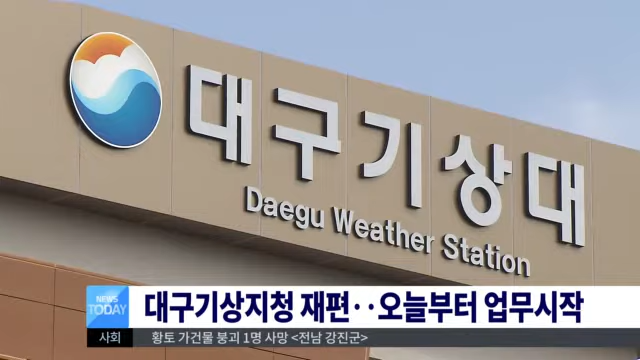 대구기상대
Daegu Weather Station
NEWS
TODAY
대구기상지청 재편‥오늘부터 업무시작
사회
황토 가건물 붕괴 1명 사망 <전남 강진군>